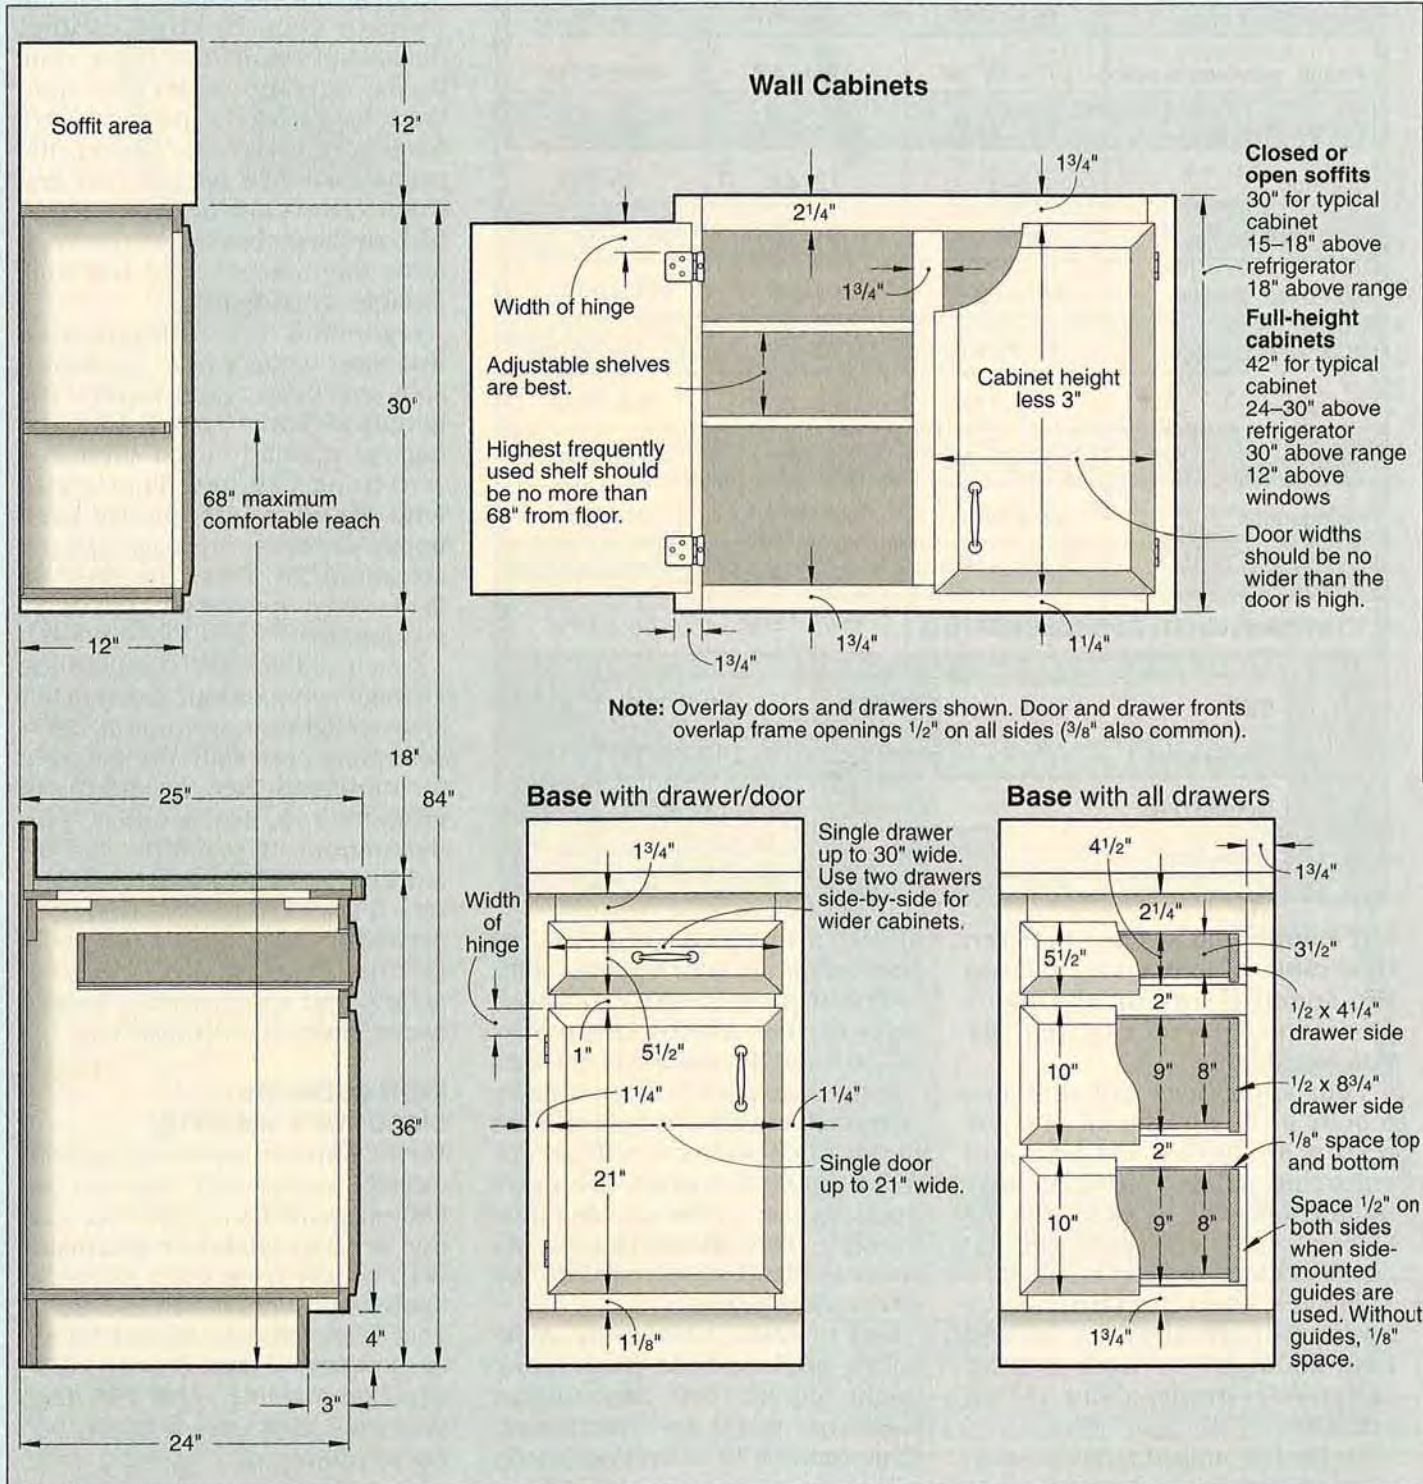 Wall Cabinets
Soffit area
12"
30"
68" maximum
comfortable reach
12"
18"
84"
25"
36"
4"
3"
24"
1 3/4"
2 1/4"
Width of hinge
1 3/4"
Adjustable shelves
are best.
Cabinet height
less 3"
Highest frequently
used shelf should
be no more than
68" from floor.
1 3/4"
1 3/4"
1 1/4"
Closed or
open soffits
30" for typical
cabinet
15–18" above
refrigerator
18" above range
Full-height
cabinets
42" for typical
cabinet
24–30" above
refrigerator
30" above range
12" above
windows
Door widths
should be no
wider than the
door is high.
Note: Overlay doors and drawers shown. Door and drawer fronts
overlap frame openings 1/2" on all sides (3/8" also common).
Base with drawer/door
1 3/4"
Single drawer
up to 30" wide.
Use two drawers
side-by-side for
wider cabinets.
Width
of
hinge
1"
5 1/2"
1 1/4"
1 1/4"
21"
Single door
up to 21" wide.
1 1/8"
Base with all drawers
4 1/2"
1 3/4"
2 1/4"
5 1/2"
3 1/2"
2"
1/2 x 4 1/4"
drawer side
10"
9"
8"
1/2 x 8 3/4"
drawer side
2"
1/8" space top
and bottom
10"
9"
8"
Space 1/2" on
both sides
when side-
mounted
guides are
used. Without
guides, 1/8"
space.
1 3/4"